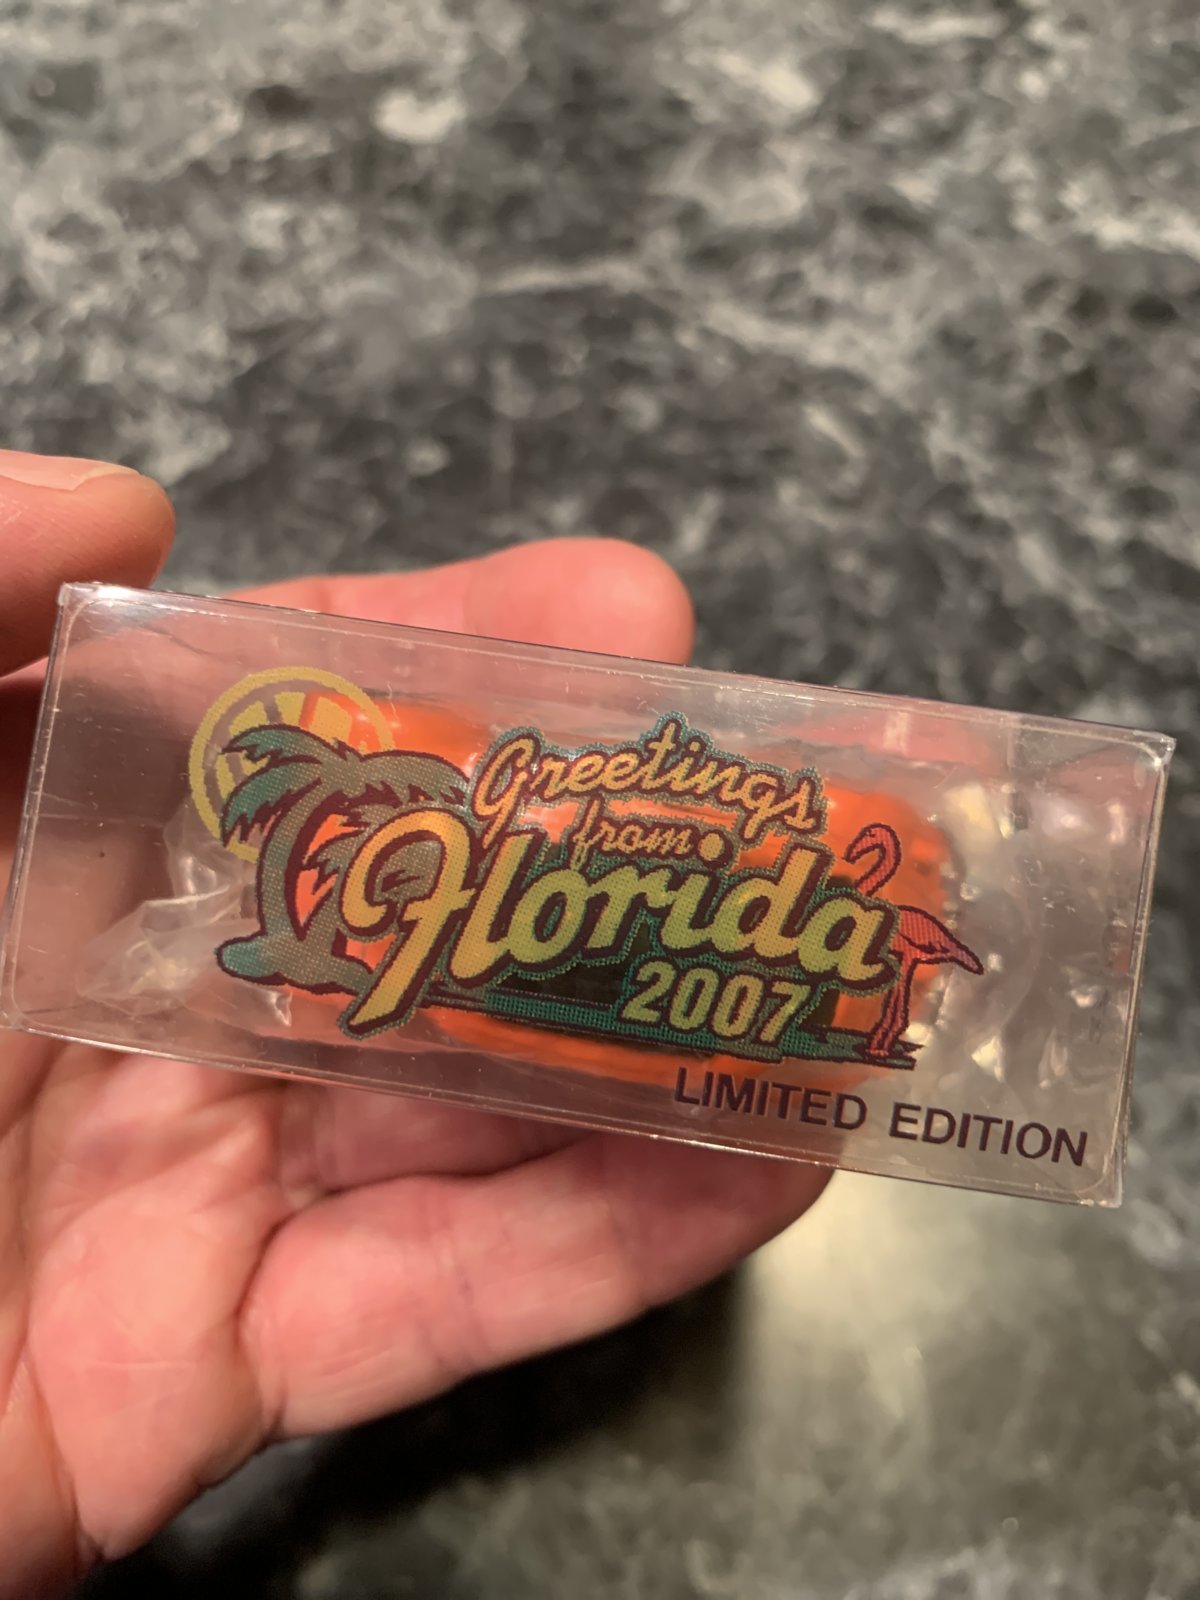 Greetings
from
Florida
2007
LIMITED EDITION